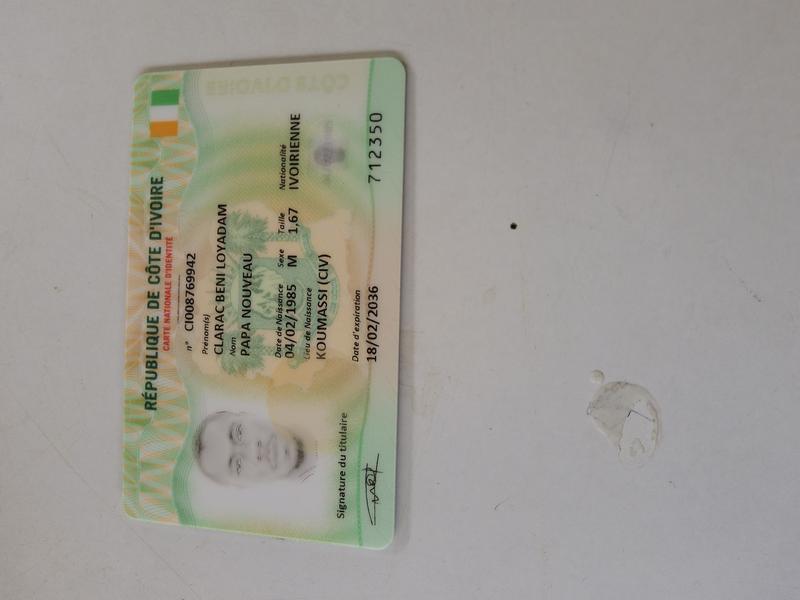 RÉPUBLIQUE DE CÔTE D'IVOIRE
CARTE NATIONALE D'IDENTITÉ
CÔTE D'IVOIRE
n° CI008769942
Prénom(s)
CLARAC BENI LOYADAM
Nom
PAPA NOUVEAU
Date de Naissance Sexe Taille Nationalité
04/02/1985 M 1,67 IVOIRIENNE
Lieu de Naissance
KOUMASSI (CIV)
Date d'expiration
18/02/2036
712350
Signature du titulaire